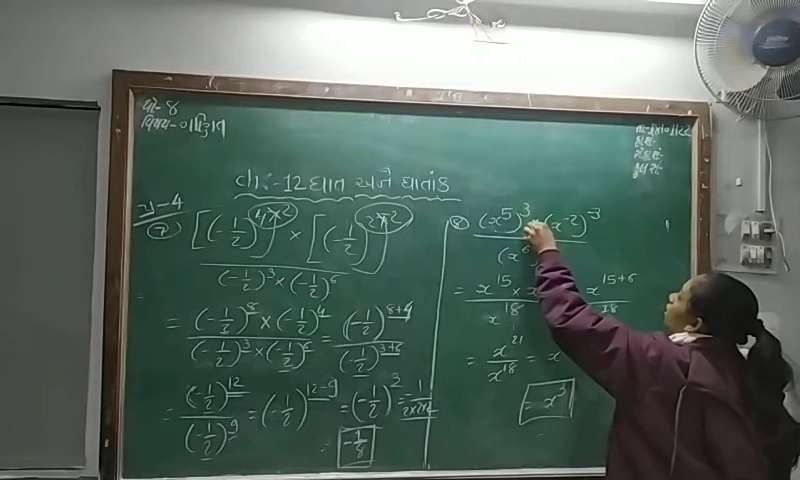 ધો-8
વિષય-ગણિત
પ્ર-4
[(-1/2)^4×2] × [(-1/2)^2×2]
(-1/2)^3 × (-1/2)^6
= (-1/2)^8 × (-1/2)^4 / (-1/2)^3 × (-1/2)^6 = (-1/2)^8+4 / (-1/2)^3+6
= (-1/2)^12 / (-1/2)^9 = (-1/2)^12-9 = (-1/2)^3 = -1/2×2×2
= -1/8
પાઠ:-12 ઘાત અને ઘાતાંક
(x^5)^3 (x^-2)^-3
(x^6
= x^15 × x / x^18 x^15+6 / 18
= x^21 / x^18 = x
= x^3